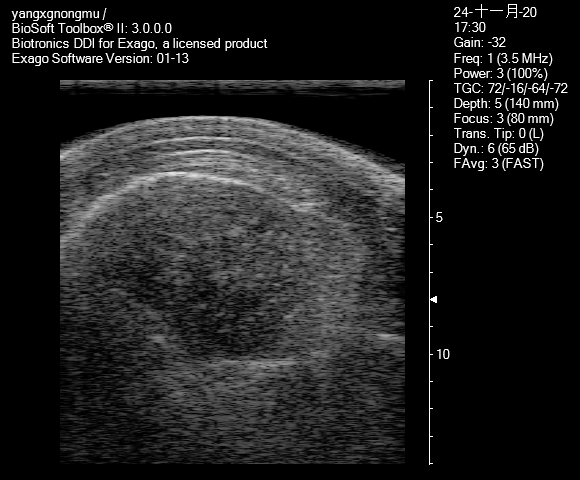 yangxgnongmu /
BioSoft Toolbox® II: 3.0.0.0
Biotronics DDI for Exago, a licensed product
Exago Software Version: 01-13
24-十一月-20
17:30
Gain: -32
Freq: 1 (3.5 MHz)
Power: 3 (100%)
TGC: 72/-16/-64/-72
Depth: 5 (140 mm)
Focus: 3 (80 mm)
Trans. Tip: 0 (L)
Dyn.: 6 (65 dB)
FAvg: 3 (FAST)
5
10